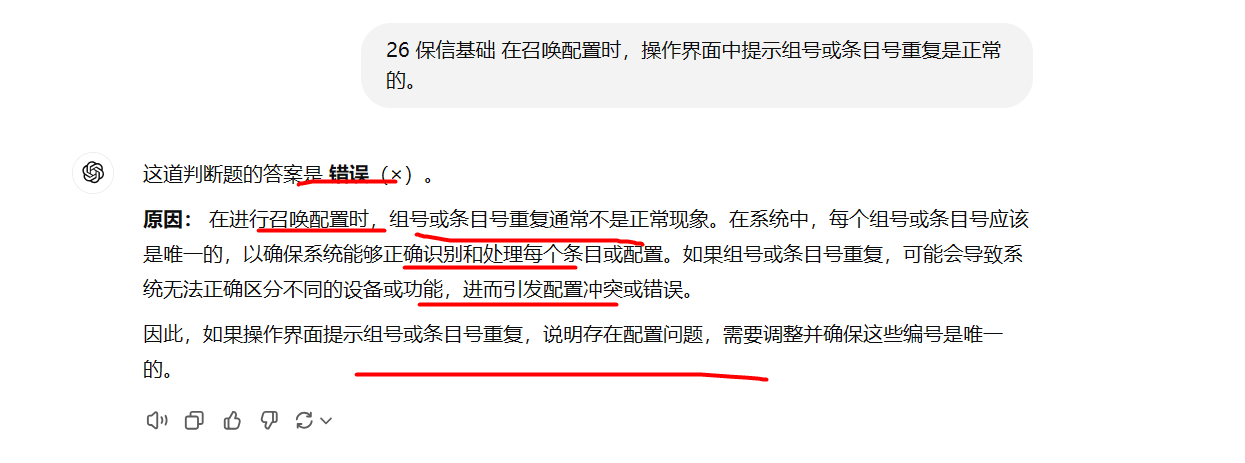 26 保信基础 在召唤配置时，操作界面中提示组号或条目号重复是正常
的。
这道判断题的答案是 错误（×）。
原因： 在进行召唤配置时，组号或条目号重复通常不是正常现象。在系统中，每个组号或条目号应该
是唯一的，以确保系统能够正确识别和处理每个条目或配置。如果组号或条目号重复，可能会导致系
统无法正确区分不同的设备或功能，进而引发配置冲突或错误。
因此，如果操作界面提示组号或条目号重复，说明存在配置问题，需要调整并确保这些编号是唯一
的。